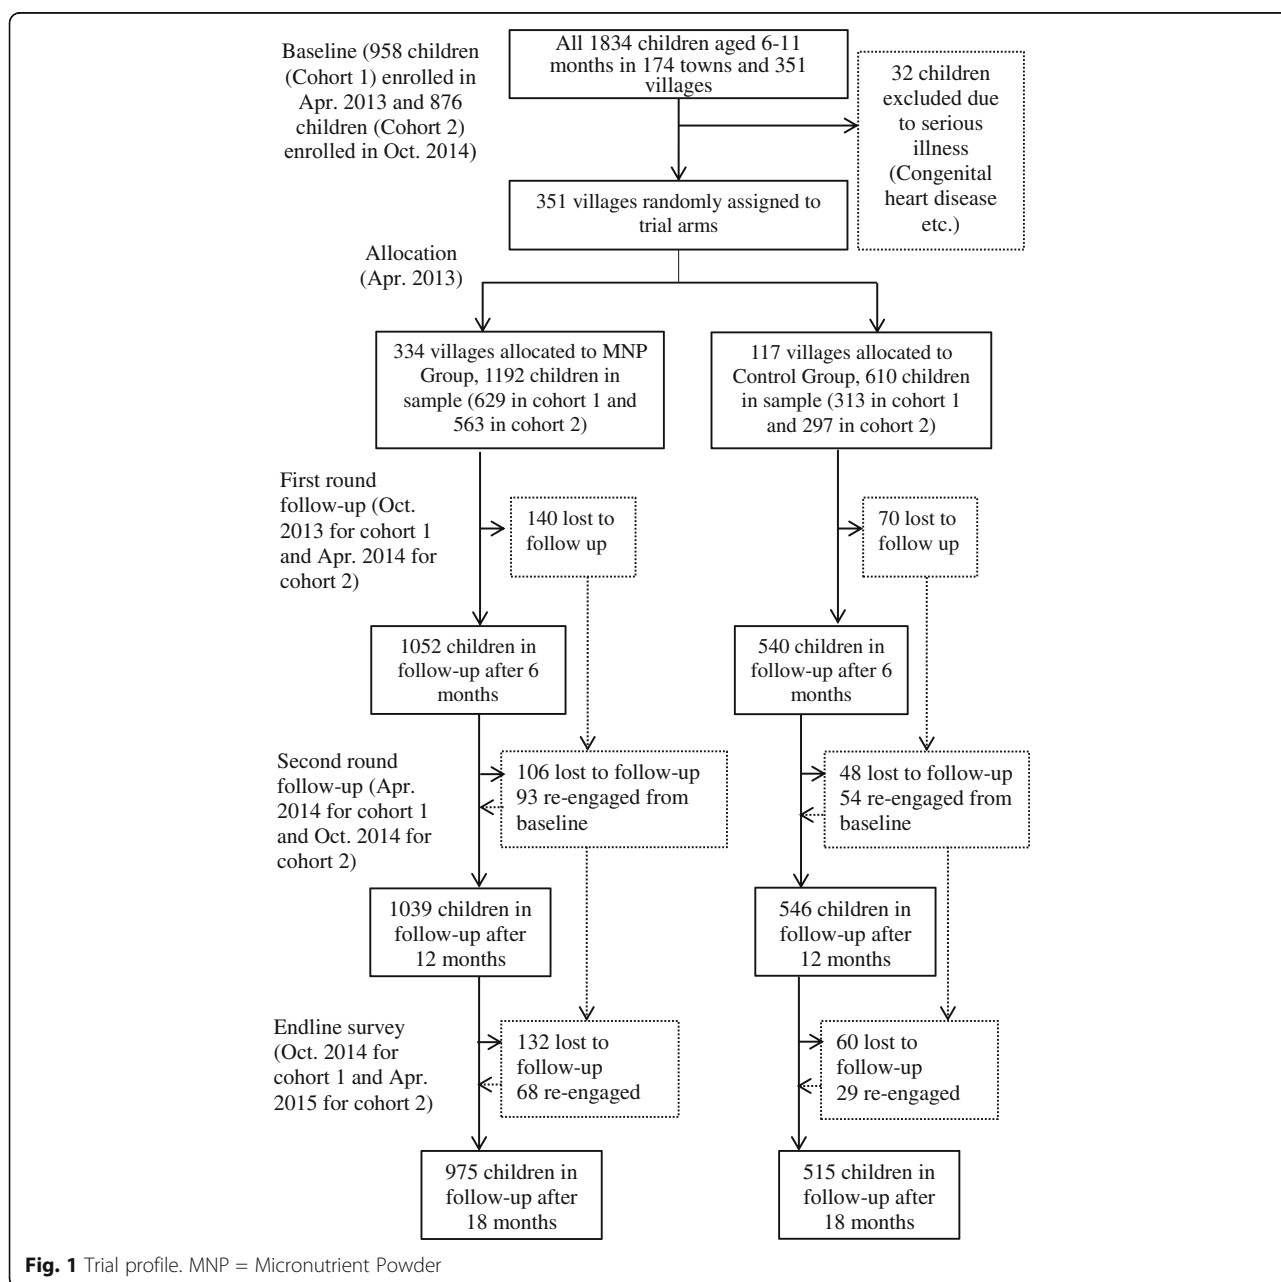 Baseline (958 children
(Cohort 1) enrolled in
Apr. 2013 and 876
children (Cohort 2)
enrolled in Oct. 2014)
All 1834 children aged 6-11
months in 174 towns and 351
villages
32 children
excluded due
to serious
illness
(Congenital
heart disease
etc.)
351 villages randomly assigned to
trial arms
Allocation
(Apr. 2013)
334 villages allocated to MNP
Group, 1192 children in
sample (629 in cohort 1 and
563 in cohort 2)
117 villages allocated to
Control Group, 610 children
in sample (313 in cohort 1
and 297 in cohort 2)
First round
follow-up (Oct.
2013 for cohort 1
and Apr. 2014 for
cohort 2)
140 lost to
follow up
70 lost to
follow up
1052 children in
follow-up after 6
months
540 children in
follow-up after 6
months
Second round
follow-up (Apr.
2014 for cohort 1
and Oct. 2014 for
cohort 2)
106 lost to follow-up
93 re-engaged from
baseline
48 lost to follow-up
54 re-engaged from
baseline
1039 children in
follow-up after
12 months
546 children in
follow-up after
12 months
Endline survey
(Oct. 2014 for
cohort 1 and Apr.
2015 for cohort 2)
132 lost to
follow-up
68 re-engaged
60 lost to
follow-up
29 re-engaged
975 children in
follow-up after
18 months
515 children in
follow-up after
18 months
Fig. 1 Trial profile. MNP = Micronutrient Powder